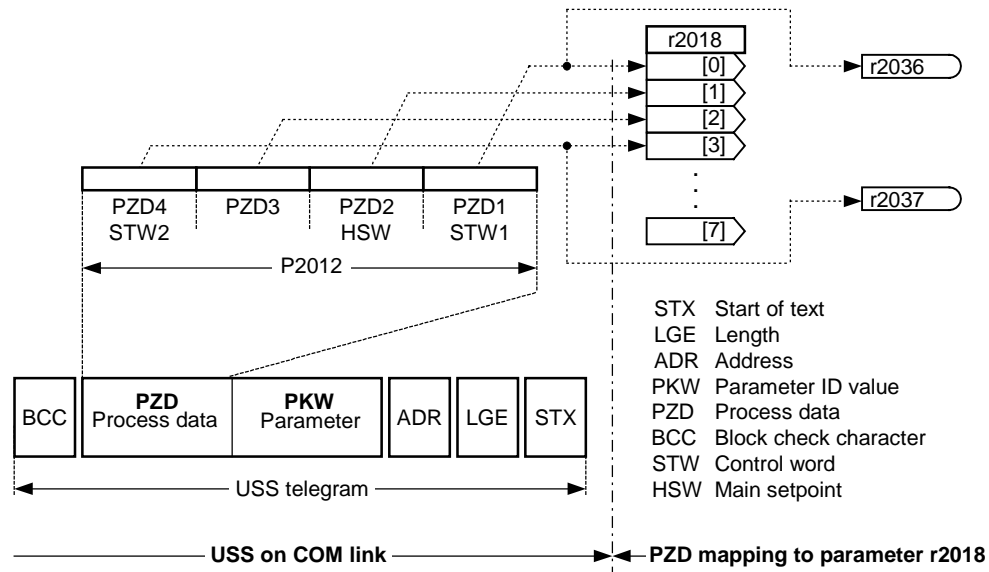 r2018
[0]
r2036
[1]
[2]
[3]
.
.
.
PZD4 PZD3 PZD2 PZD1
STW2 HSW STW1
r2037
[7]
P2012
STX Start of text
LGE Length
ADR Address
PKW Parameter ID value
PZD Process data
BCC Block check character
STW Control word
HSW Main setpoint
BCC PZD Process data PKW Parameter ADR LGE STX
USS telegram
USS on COM link PZD mapping to parameter r2018